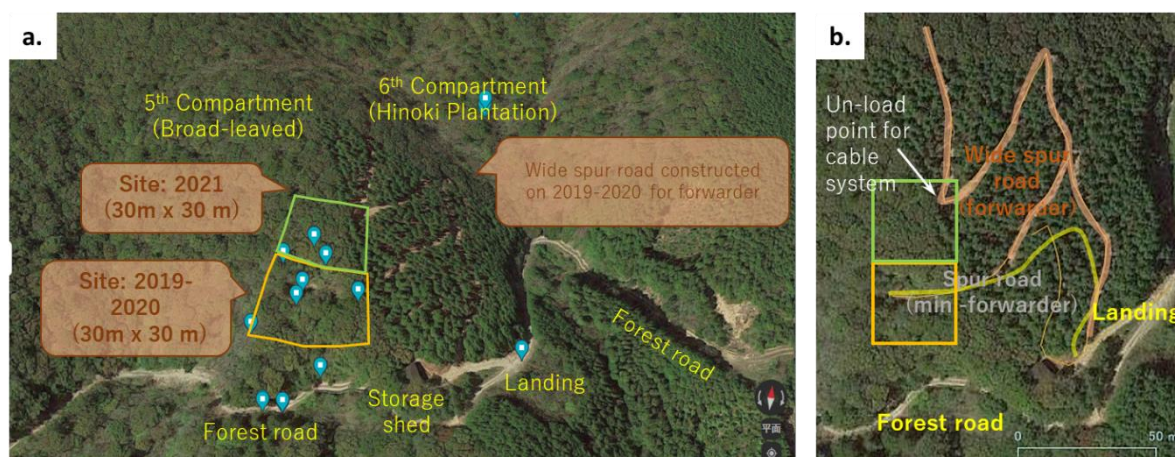 a.
5th Compartment
(Broad-leaved)
6th Compartment
(Hinoki Plantation)
Site: 2021
(30m x 30 m)
Wide spur road constructed
on 2019-2020 for forwarder
Site: 2019-
2020
(30m x 30 m)
Forest road
Landing
Storage
shed
Forest road
平面
b.
Un-load
point for
cable
system
Wide spur
road
(forwarder)
Spur road
(mini-forwarder)
Landing
Forest road
0 50 m